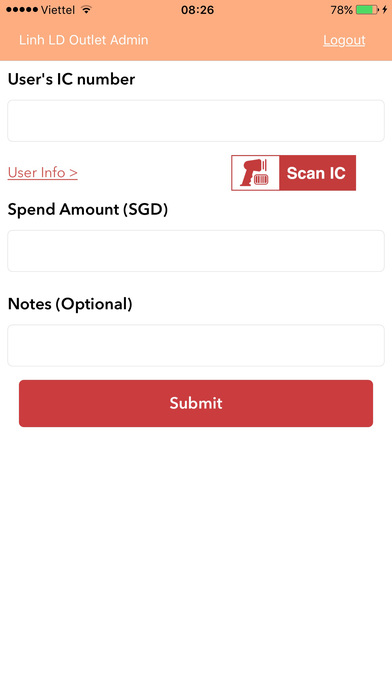 Viettel 08:26 78%
Linh LD Outlet Admin Logout
User's IC number
User Info > Scan IC
Spend Amount (SGD)
Notes (Optional)
Submit